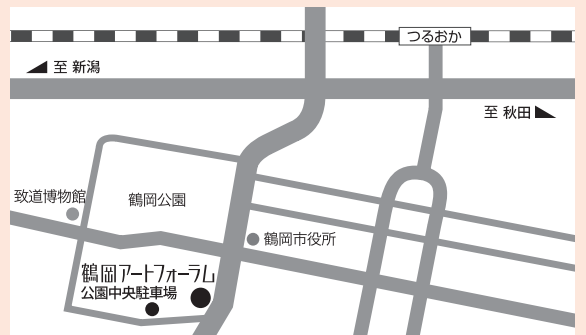 つるおか
至 新潟
至 秋田
致道博物館
鶴岡公園
鶴岡市役所
鶴岡アートフォーラム
公園中央駐車場